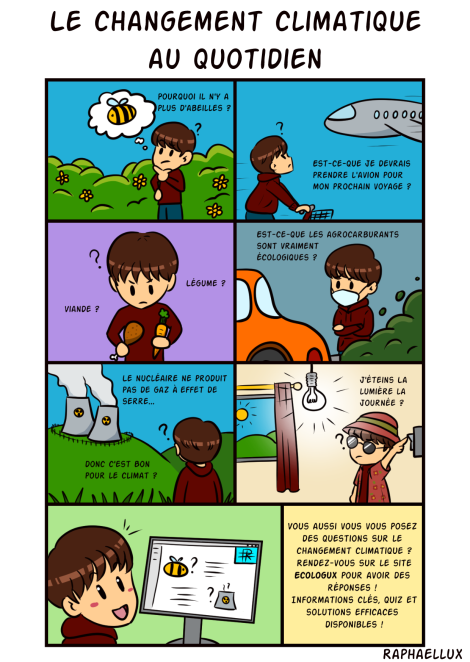 LE CHANGEMENT CLIMATIQUE
AU QUOTIDIEN
POURQUOI IL N'Y A
PLUS D'ABEILLES ?
?
?
EST-CE-QUE JE DEVRAIS
PRENDRE L'AVION POUR
MON PROCHAIN VOYAGE ?
?
LÉGUME ?
VIANDE ?
EST-CE-QUE LES AGROCARBURANTS
SONT VRAIMENT
ÉCOLOGIQUES ?
?
LE NUCLÉAIRE NE PRODUIT
PAS DE GAZ À EFFET DE
SERRE...
?
DONC C'EST BON
POUR LE CLIMAT ?
J'ÉTEINS LA
LUMIÈRE LA
JOURNÉE ?
?
?
?
VOUS AUSSI VOUS VOUS POSEZ
DES QUESTIONS SUR LE
CHANGEMENT CLIMATIQUE ?
RENDEZ-VOUS SUR LE SITE
ECOLOGUX POUR AVOIR DES
RÉPONSES !
INFORMATIONS CLÉS, QUIZ ET
SOLUTIONS EFFICACES
DISPONIBLES !
RAPHAELLUX